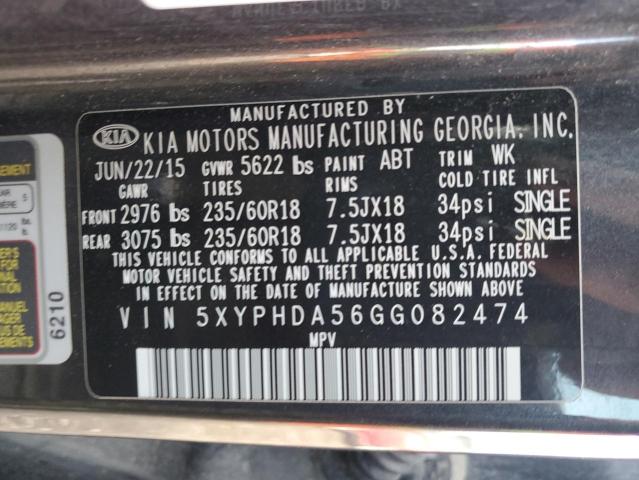 MANUFACTURED BY
KIA KIA MOTORS MANUFACTURING GEORGIA, INC.
JUN/22/15 GVWR 5622 lbs PAINT ABT TRIM WK
GAWR TIRES RIMS COLD TIRE INFL
FRONT 2976 lbs 235/60R18 7.5JX18 34psi SINGLE
REAR 3075 lbs 235/60R18 7.5JX18 34psi SINGLE
THIS VEHICLE CONFORMS TO ALL APPLICABLE U.S.A. FEDERAL
MOTOR VEHICLE SAFETY AND THEFT PREVENTION STANDARDS
IN EFFECT ON THE DATE OF MANUFACTURE SHOWN ABOVE
VIN 5XYPHDA56GG082474
MPV
6210